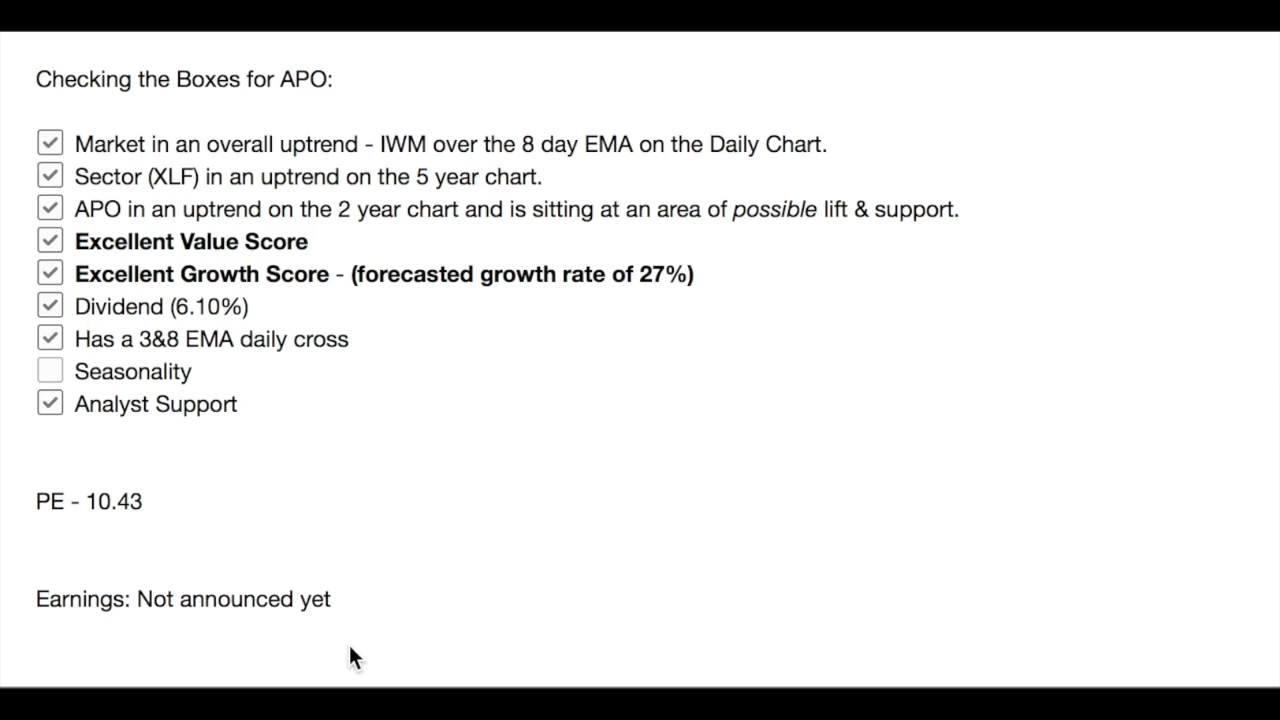 Checking the Boxes for APO:
Market in an overall uptrend - IWM over the 8 day EMA on the Daily Chart.
Sector (XLF) in an uptrend on the 5 year chart.
APO in an uptrend on the 2 year chart and is sitting at an area of possible lift & support.
Excellent Value Score
Excellent Growth Score - (forecasted growth rate of 27%)
Dividend (6.10%)
Has a 3&8 EMA daily cross
Seasonality
Analyst Support
PE - 10.43
Earnings: Not announced yet